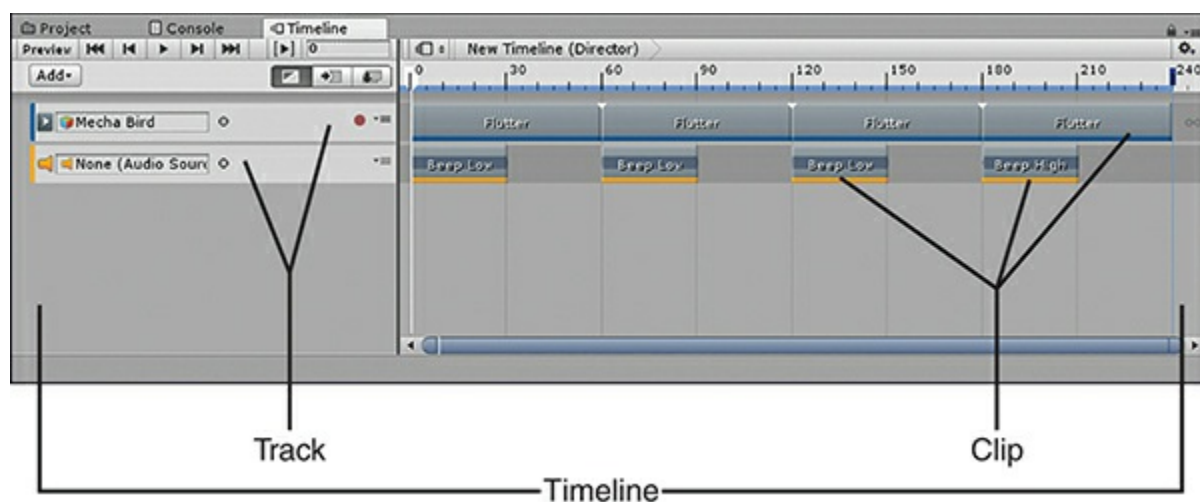 Project Console Timeline
Preview 0 New Timeline (Director)
Add 0 30 60 90 120 150 180 210 240
Mecha Bird Flutter Flutter Flutter Flutter
None (Audio Sour Beep Low Beep Low Beep Low Beep High
Track Clip
Timeline